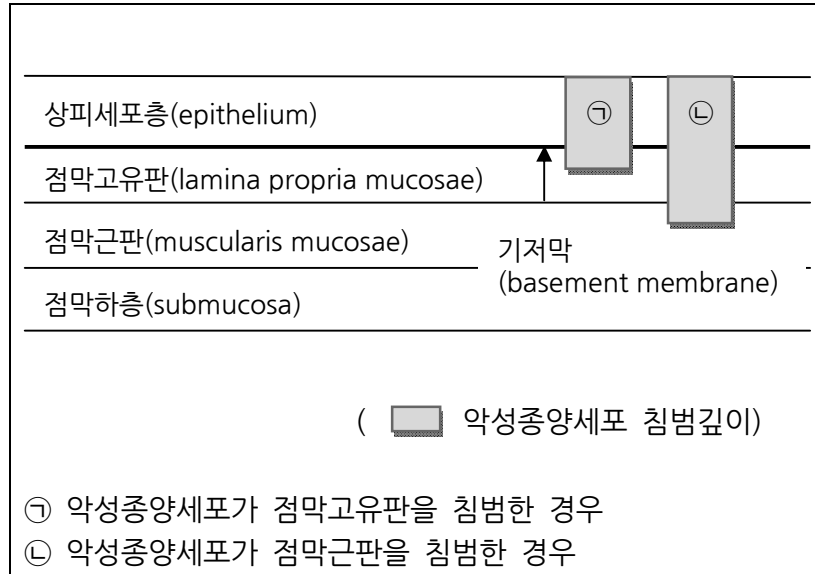 상피세포층(epithelium)
㉠
㉡
점막고유판(lamina propria mucosae)
점막근판(muscularis mucosae)
기저막
(basement membrane)
점막하층(submucosa)
( 악성종양세포 침범깊이)
㉠ 악성종양세포가 점막고유판을 침범한 경우
㉡ 악성종양세포가 점막근판을 침범한 경우